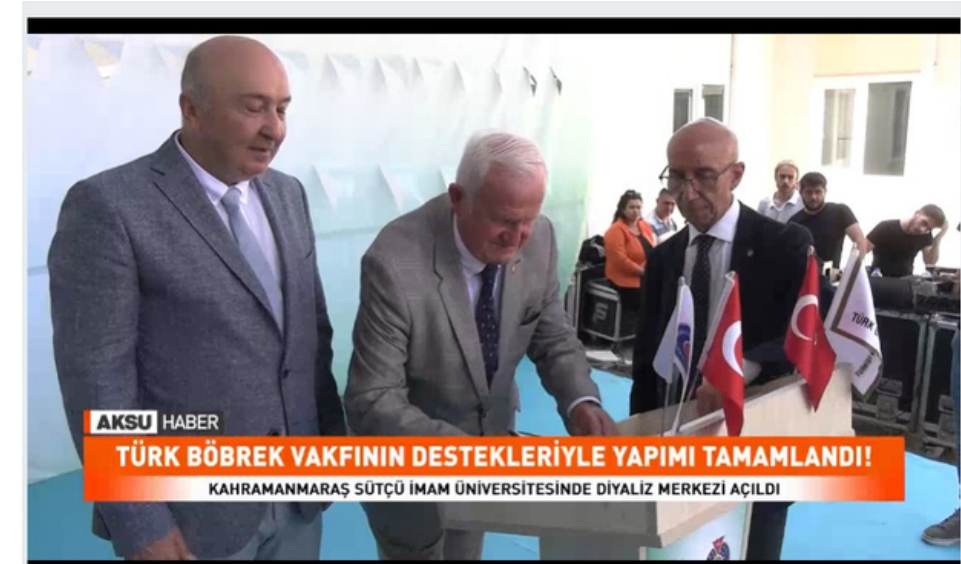 TÜRK
AKSU HABER
TÜRK BÖBREK VAKFININ DESTEKLERİYLE YAPIMI TAMAMLANDI!
KAHRAMANMARAŞ SÜTÇÜ İMAM ÜNİVERSİTESİNDE DİYALİZ MERKEZİ AÇILDI